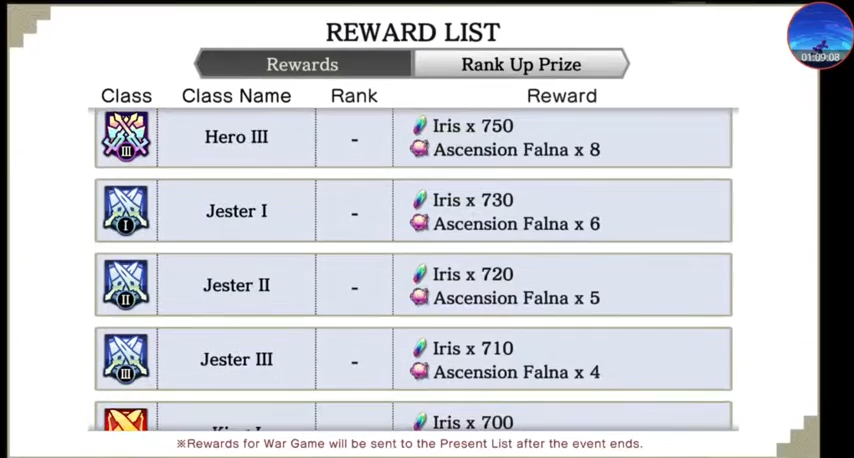 REWARD LIST
01:09:08
Rewards
Rank Up Prize
Class Class Name Rank Reward
III Hero III - Iris x 750
Ascension Falna x 8
I Jester I - Iris x 730
Ascension Falna x 6
II Jester II - Iris x 720
Ascension Falna x 5
III Jester III - Iris x 710
Ascension Falna x 4
Iris x 700
※Rewards for War Game will be sent to the Present List after the event ends.